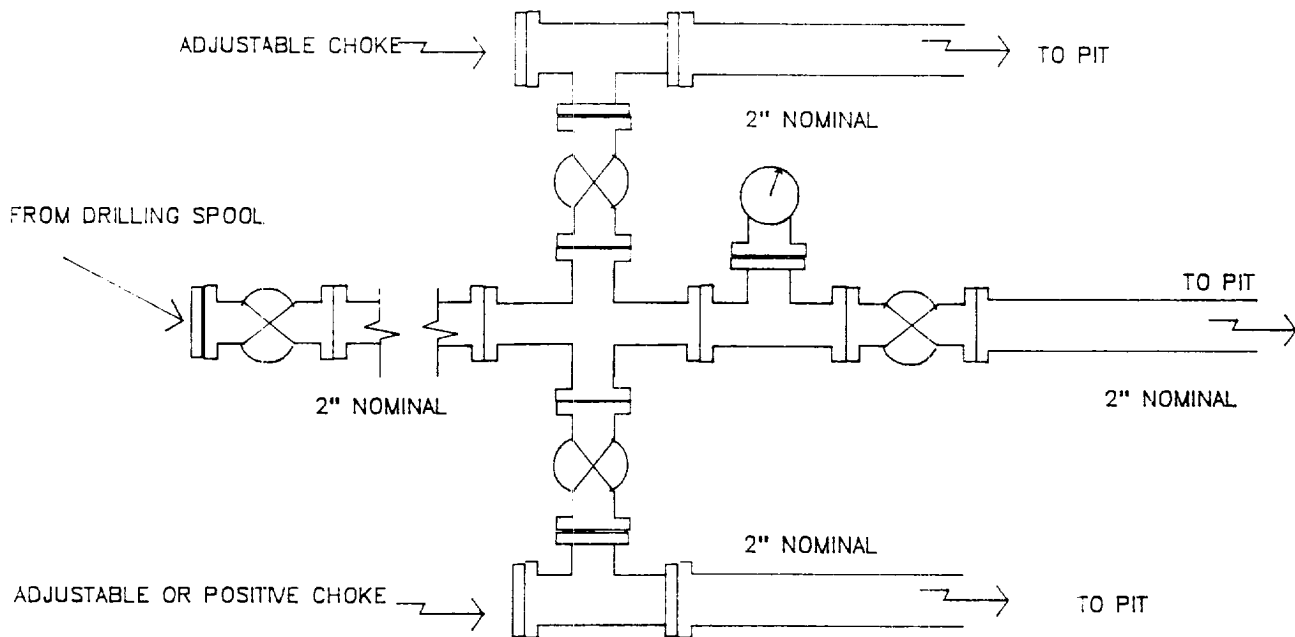 ADJUSTABLE CHOKE
TO PIT
2" NOMINAL
FROM DRILLING SPOOL
TO PIT
2" NOMINAL
2" NOMINAL
2" NOMINAL
ADJUSTABLE OR POSITIVE CHOKE
TO PIT